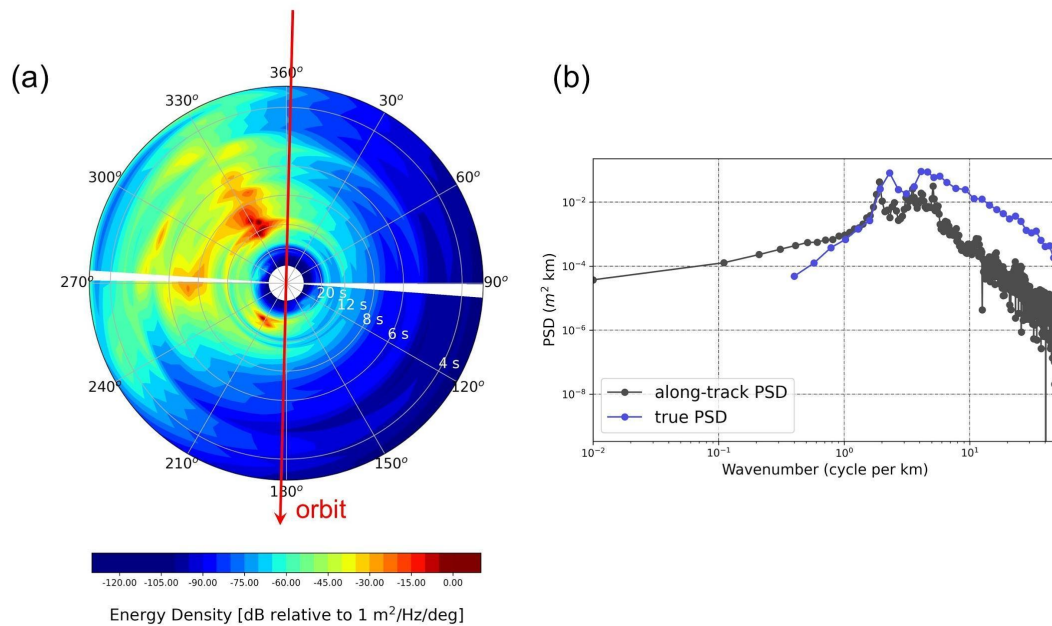 (a)
(b)
360°
330°
30°
300°
60°
270°
90°
240°
120°
210°
150°
180°
20 s
12 s
8 s
6 s
4 s
orbit
-120.00 -105.00 -90.00 -75.00 -60.00 -45.00 -30.00 -15.00 0.00
Energy Density [dB relative to 1 m²/Hz/deg]
PSD (m² km)
10⁻²
10⁻⁴
10⁻⁶
10⁻⁸
along-track PSD
true PSD
10⁻² 10⁻¹ 10⁰ 10¹
Wavenumber (cycle per km)